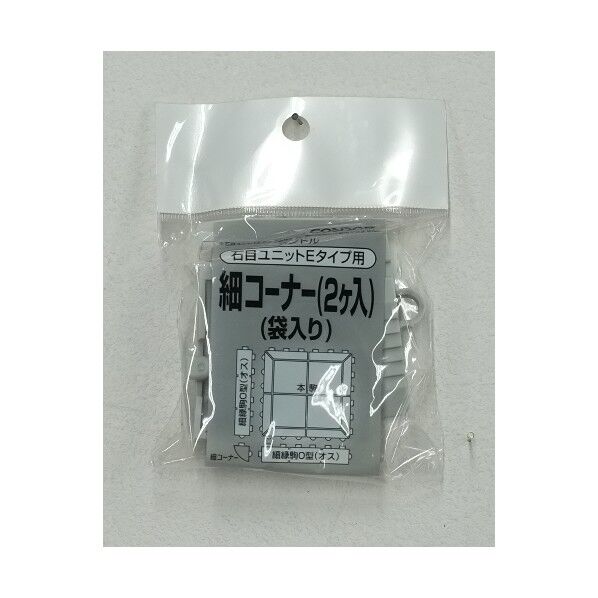 CONDOR
石目ユニットEタイプ用
細コーナー(2ヶ入)
(袋入り)
細縁駒O型(オス)
本駒
細コーナー
細縁駒O型(オス)